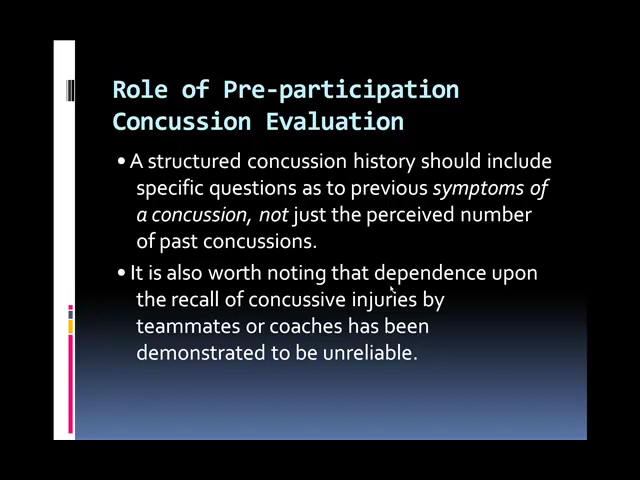 Role of Pre-participation
Concussion Evaluation
• A structured concussion history should include
specific questions as to previous symptoms of
a concussion, not just the perceived number
of past concussions.
• It is also worth noting that dependence upon
the recall of concussive injuries by
teammates or coaches has been
demonstrated to be unreliable.